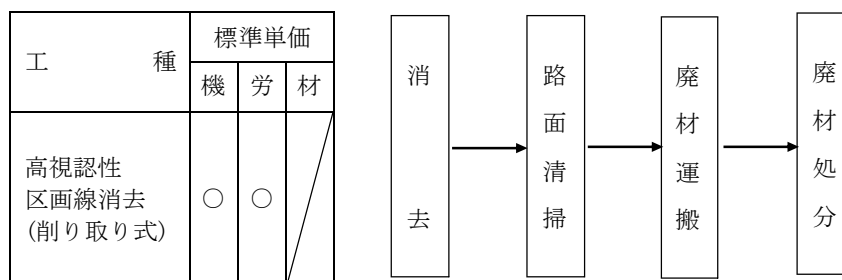 工種
標準単価
機 労 材
高視認性
区画線消去
(削り取り式)
○ ○
消去
路面清掃
廃材運搬
廃材処分